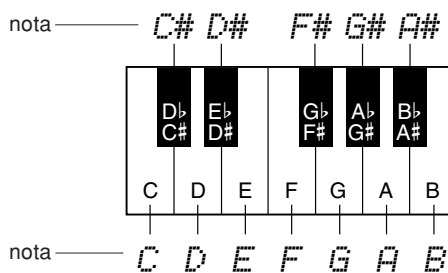 nota C# D# F# G# A#
D♭ E♭ G♭ A♭ B♭
C# D# F# G# A#
C D E F G A B
nota C D E F G A B